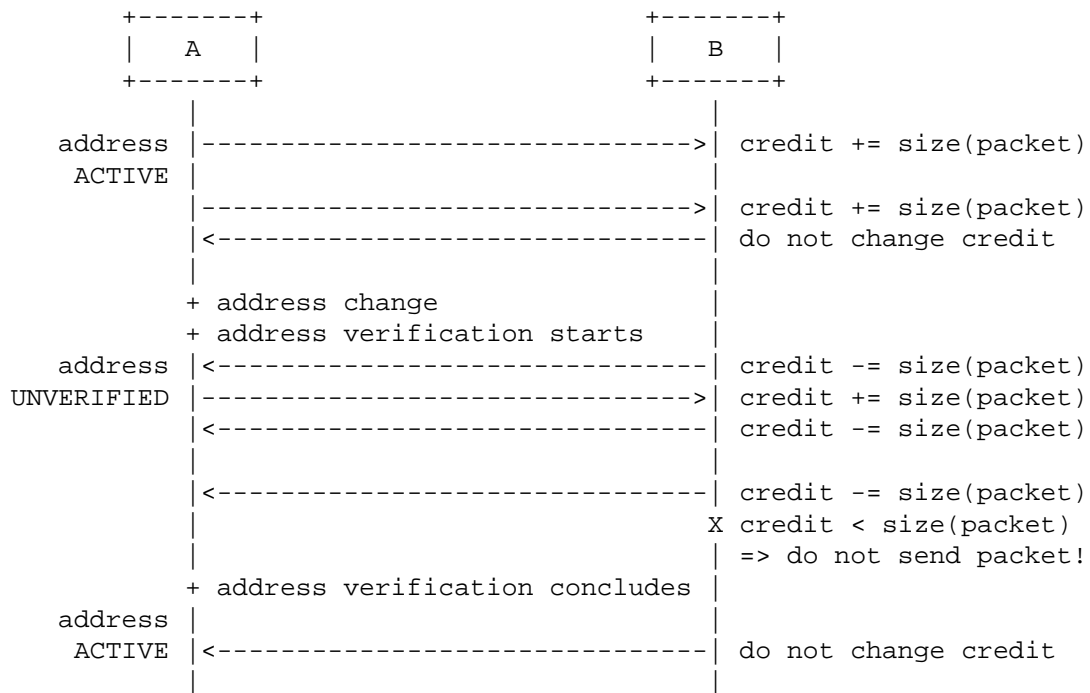 +-------+                         +-------+
|   A   |                         |   B   |
+-------+                         +-------+
|                                 |
address |------------------------------->| credit += size(packet)
ACTIVE |                                |
|------------------------------->| credit += size(packet)
|<-------------------------------| do not change credit
|                                |
+ address change                 |
+ address verification starts    |
address |<-------------------------------| credit -= size(packet)
UNVERIFIED |------------------------------->| credit += size(packet)
|<-------------------------------| credit -= size(packet)
|                                |
|<-------------------------------| credit -= size(packet)
|                                X credit < size(packet)
|                                | => do not send packet!
+ address verification concludes |
address |                                |
ACTIVE |<-------------------------------| do not change credit
|                                |